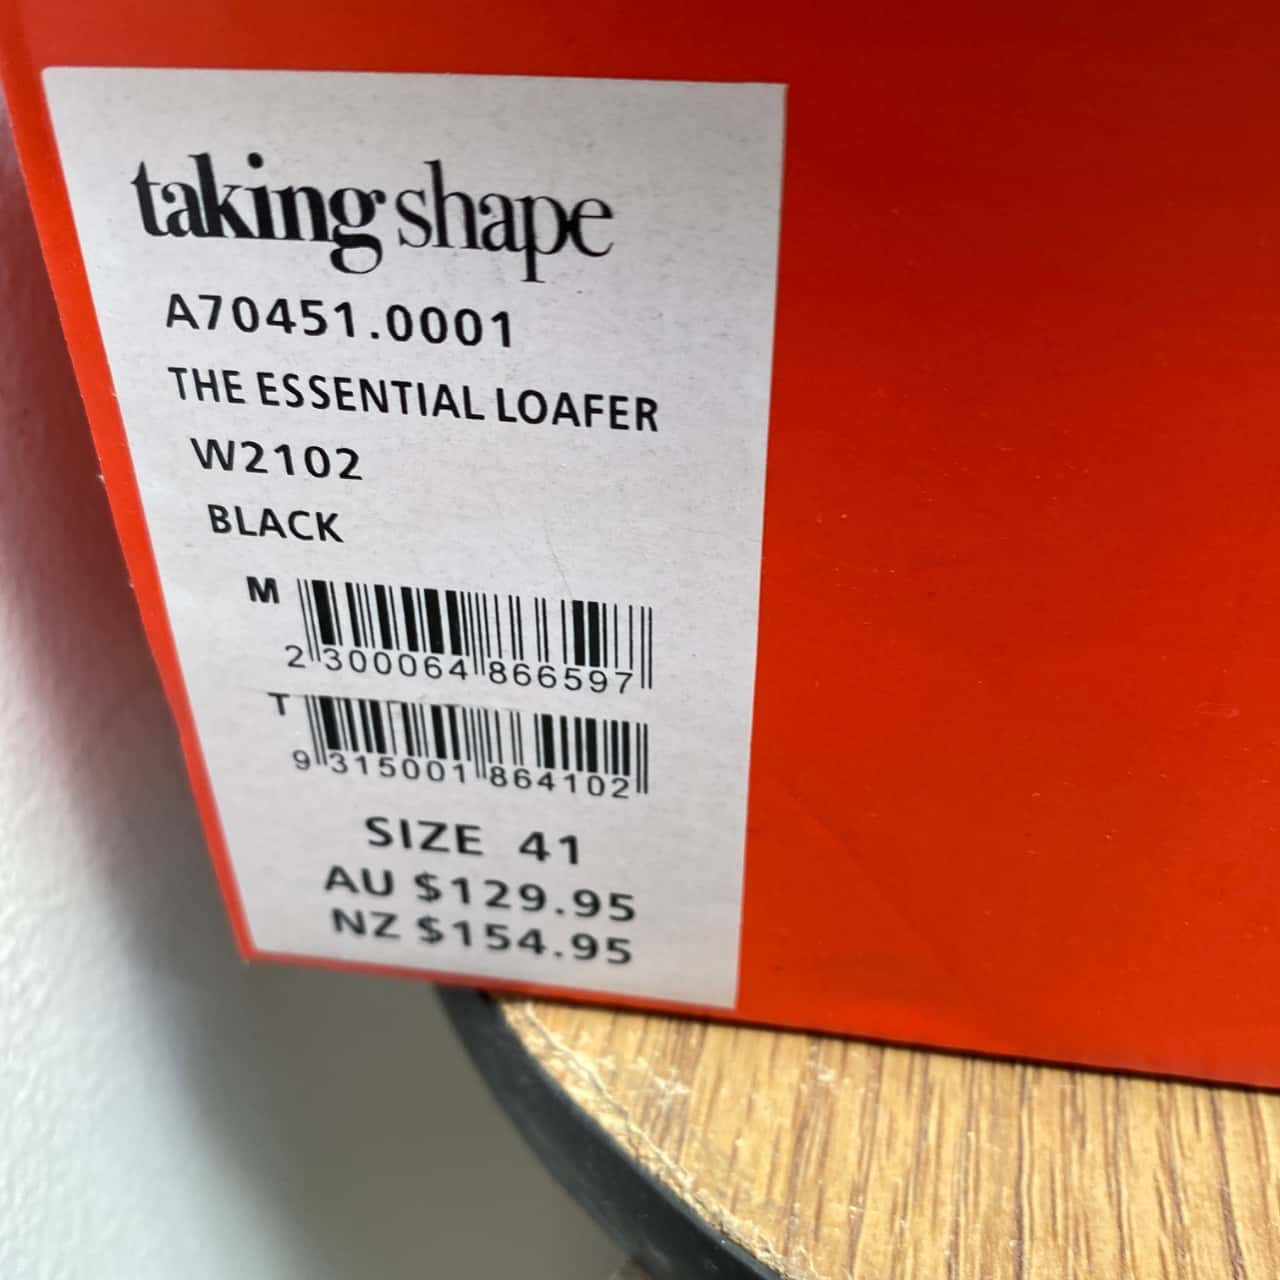 taking shape
A70451.0001
THE ESSENTIAL LOAFER
W2102
BLACK
M
2 300064 866597
T
9 315001 864102
SIZE 41
AU $129.95
NZ $154.95